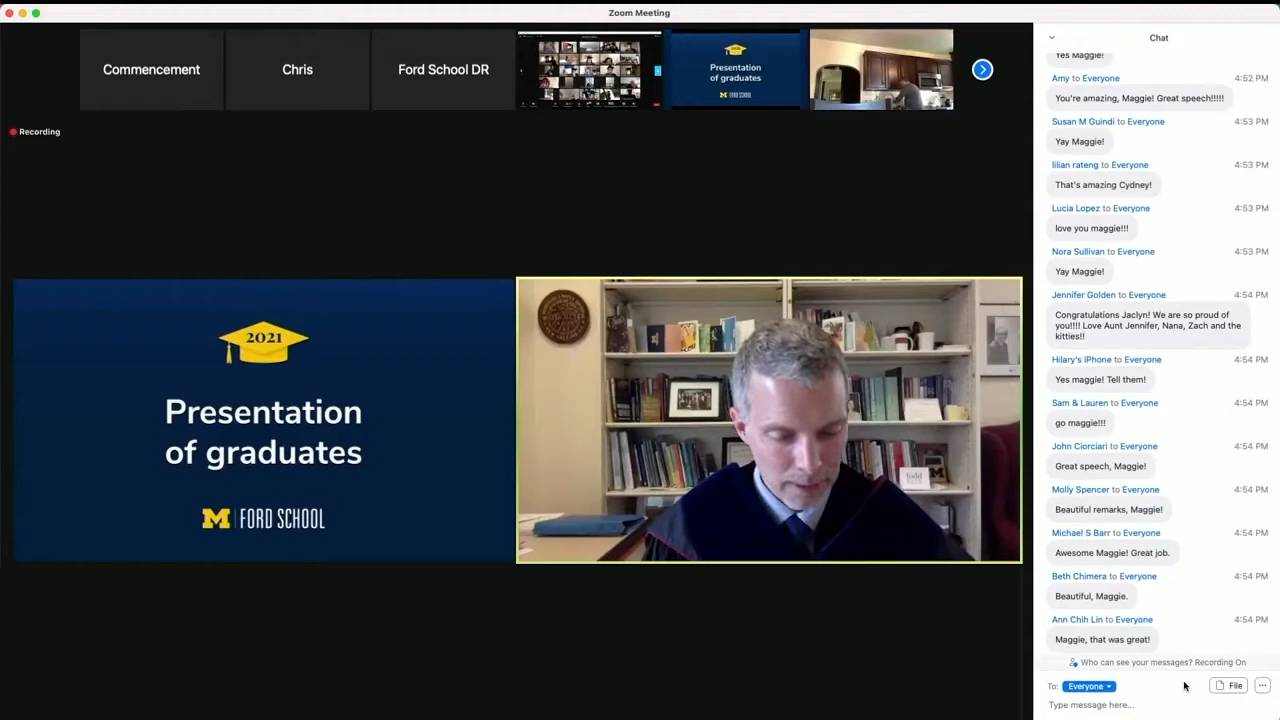 Zoom Meeting
Commencement
Chris
Ford School DR
2021
Presentation
of graduates
M FORD SCHOOL
Recording
2021
Presentation
of graduates
M FORD SCHOOL
todd
Chat
Yes Maggie!
Amy to Everyone 4:52 PM
You're amazing, Maggie! Great speech!!!!!
Susan M Guindi to Everyone 4:53 PM
Yay Maggie!
lilian rateng to Everyone 4:53 PM
That's amazing Cydney!
Lucia Lopez to Everyone 4:53 PM
love you maggie!!!
Nora Sullivan to Everyone 4:53 PM
Yay Maggie!
Jennifer Golden to Everyone 4:54 PM
Congratulations Jaclyn! We are so proud of
you!!!! Love Aunt Jennifer, Nana, Zach and the
kitties!!
Hilary's iPhone to Everyone 4:54 PM
Yes maggie! Tell them!
Sam & Lauren to Everyone 4:54 PM
go maggie!!!
John Ciorciari to Everyone 4:54 PM
Great speech, Maggie!
Molly Spencer to Everyone 4:54 PM
Beautiful remarks, Maggie!
Michael S Barr to Everyone 4:54 PM
Awesome Maggie! Great job.
Beth Chimera to Everyone 4:54 PM
Beautiful, Maggie.
Ann Chih Lin to Everyone 4:54 PM
Maggie, that was great!
Who can see your messages? Recording On
To: Everyone File
Type message here...